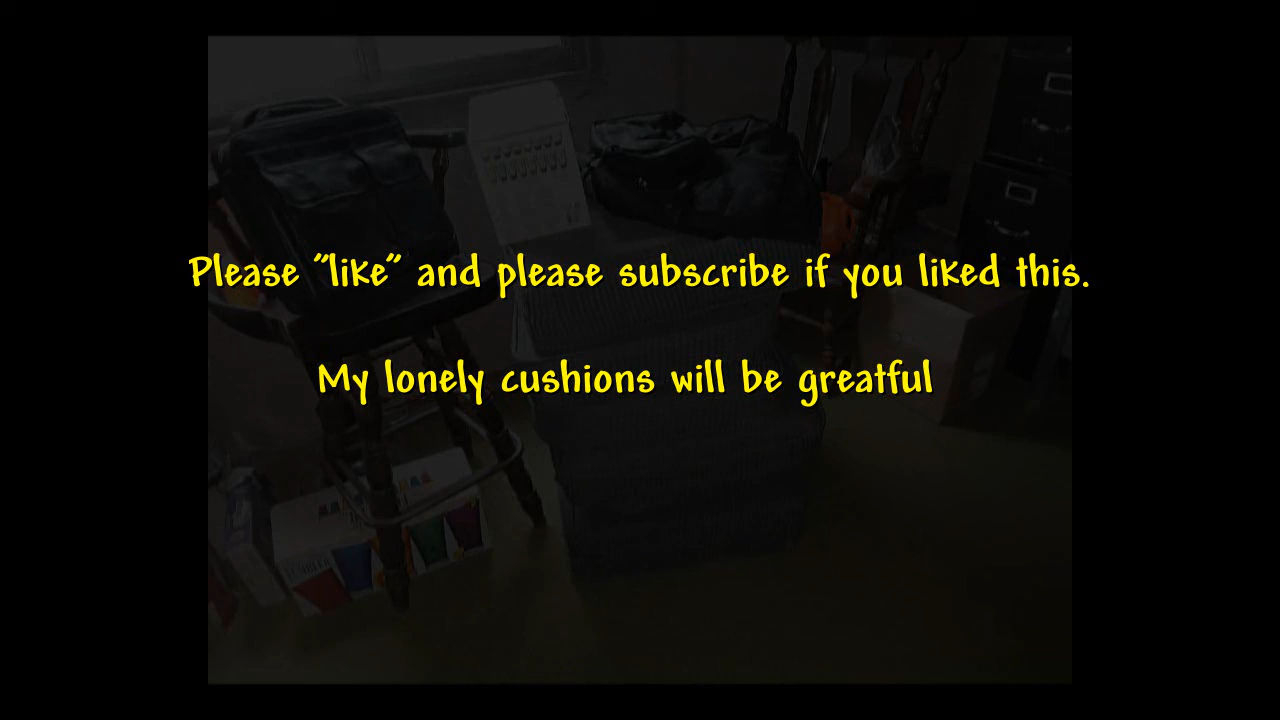 Please "like" and please subscribe if you liked this.
My lonely cushions will be greatful